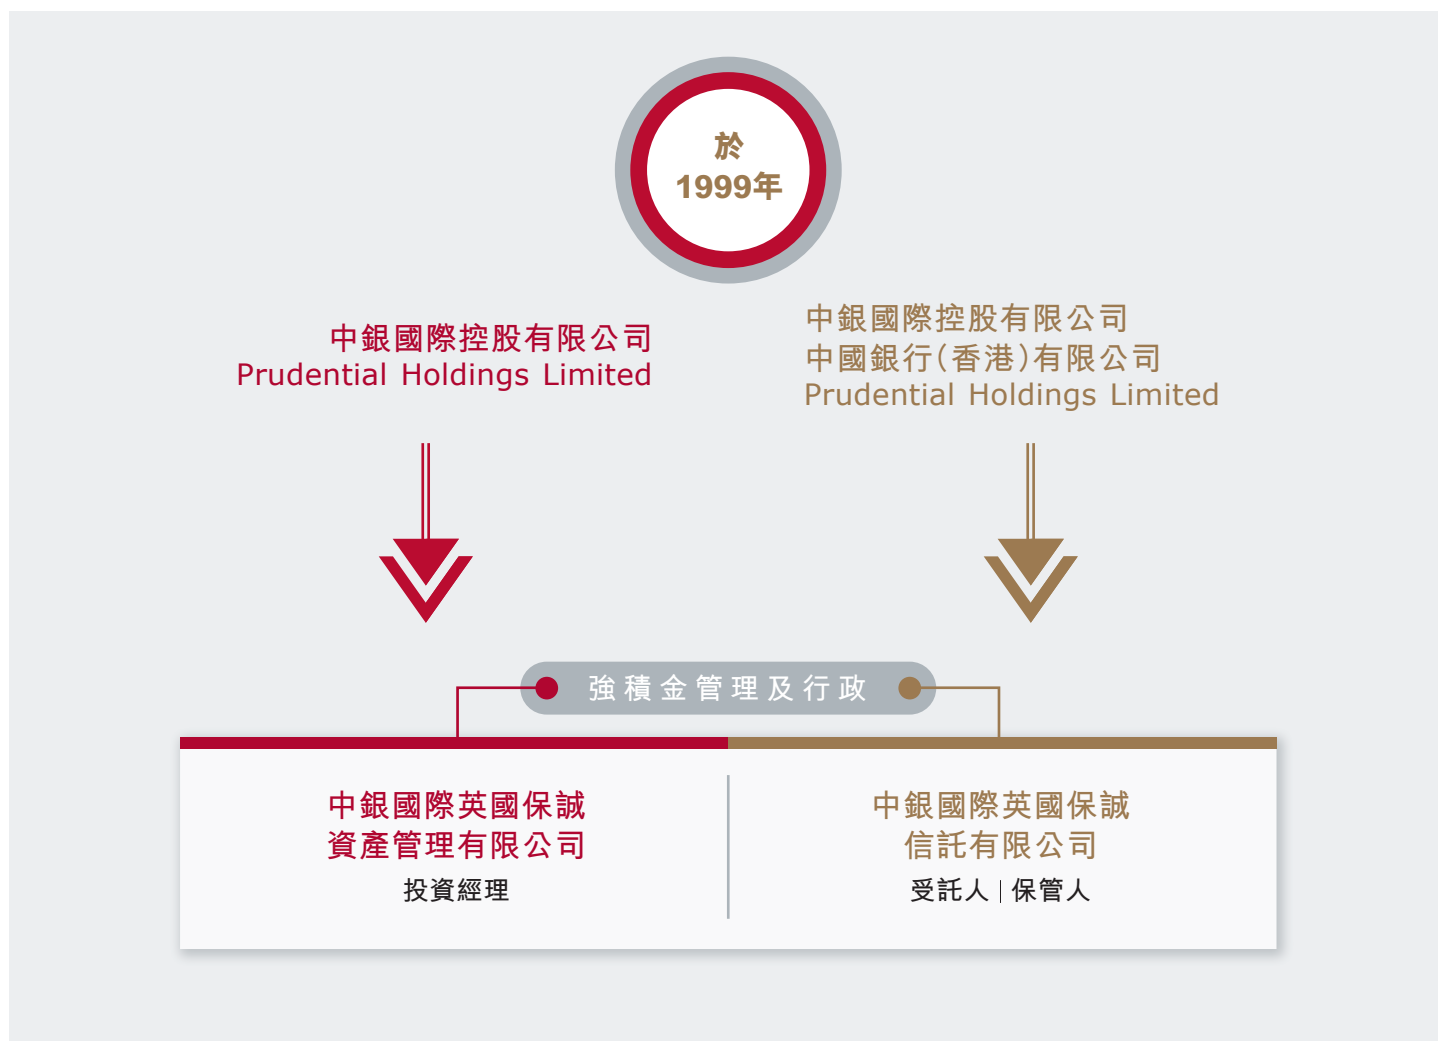 於
1999年
中銀國際控股有限公司
Prudential Holdings Limited
中銀國際控股有限公司
中國銀行(香港)有限公司
Prudential Holdings Limited
強積金管理及行政
中銀國際英國保誠
資產管理有限公司
投資經理
中銀國際英國保誠
信託有限公司
受託人 | 保管人